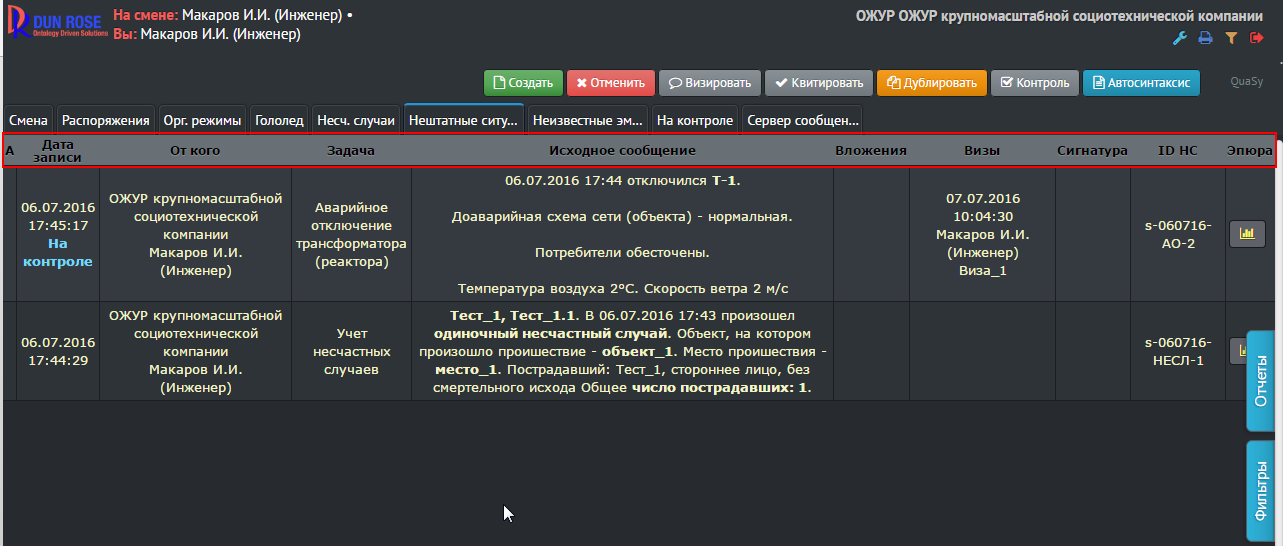 DUN ROSE
Ontology Driven Solutions
На смене: Макаров И.И. (Инженер) •
Вы: Макаров И.И. (Инженер)
ОЖУР ОЖУР крупномасштабной социотехнической компании
Создать Отменить Визировать Квитировать Дублировать Контроль Автосинтаксис QuaSy
Смена Распоряжения Орг. режимы Гололед Несч. случаи Нештатные ситу... Неизвестные эм... На контроле Сервер сообщен...
А Дата записи От кого Задача Исходное сообщение Вложения Визы Сигнатура ID НС Эпюра
06.07.2016
17:45:17
На
контроле
ОЖУР крупномасштабной
социотехнической
компании
Макаров И.И.
(Инженер)
Аварийное
отключение
трансформатора
(реактора)
06.07.2016 17:44 отключился Т-1.
Доаварийная схема сети (объекта) - нормальная.
Потребители обесточены.
Температура воздуха 2°С. Скорость ветра 2 м/с
07.07.2016
10:04:30
Макаров И.И.
(Инженер)
Виза_1
s-060716-
АО-2
06.07.2016
17:44:29
ОЖУР крупномасштабной
социотехнической
компании
Макаров И.И.
(Инженер)
Учет
несчастных
случаев
Тест_1, Тест_1.1. В 06.07.2016 17:43 произошел
одиночный несчастный случай. Объект, на котором
произошло проишествие - объект_1. Место проишествия -
место_1. Пострадавший: Тест_1, стороннее лицо, без
смертельного исхода Общее число пострадавших: 1.
s-060716-
НЕСЛ-1
Отчеты
Фильтры